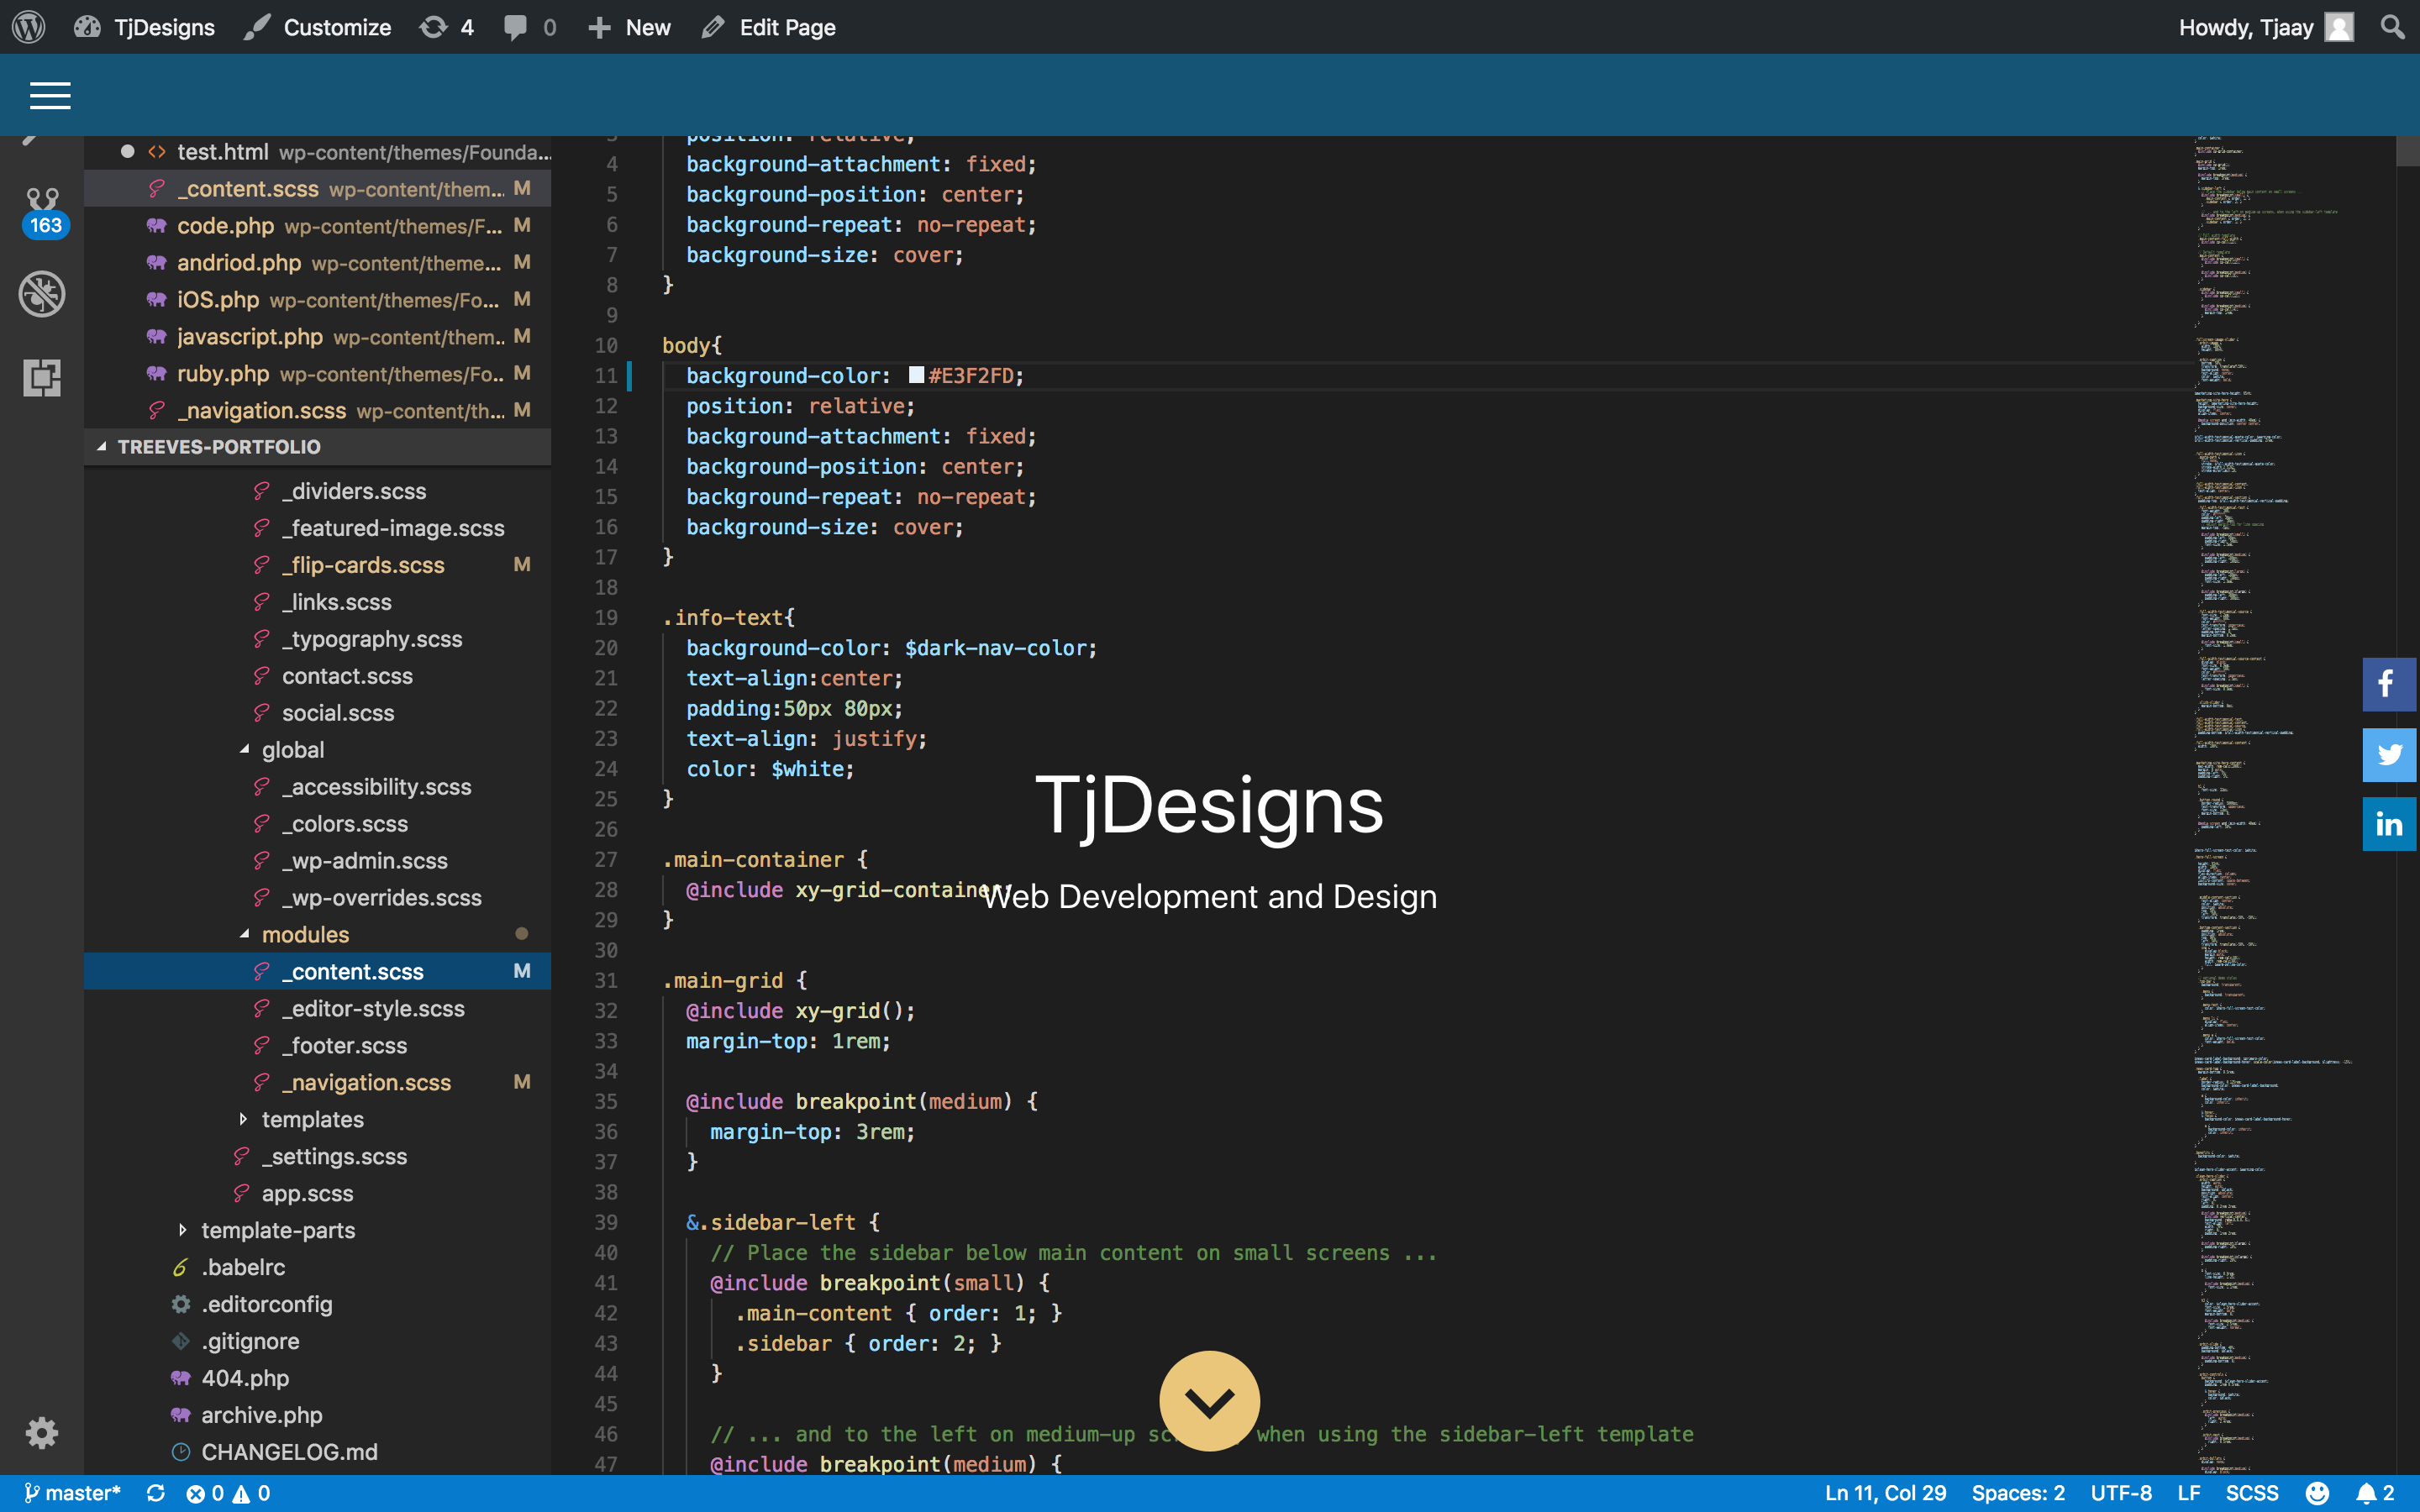 TjDesigns Customize 4 0 New Edit Page Howdy, Tjaay
test.html wp-content/themes/Founda...
_content.scss wp-content/them... M
163
code.php wp-content/themes/F... M
andriod.php wp-content/theme... M
iOS.php wp-content/themes/Fo... M
javascript.php wp-content/them... M
ruby.php wp-content/themes/Fo... M
_navigation.scss wp-content/th... M
TREEVES-PORTFOLIO
_dividers.scss
_featured-image.scss
_flip-cards.scss M
_links.scss
_typography.scss
contact.scss
social.scss
global
_accessibility.scss
_colors.scss
_wp-admin.scss
_wp-overrides.scss
modules
_content.scss M
_editor-style.scss
_footer.scss
_navigation.scss M
templates
_settings.scss
app.scss
template-parts
.babelrc
.editorconfig
.gitignore
404.php
archive.php
CHANGELOG.md
3 position: relative;
4 background-attachment: fixed;
5 background-position: center;
6 background-repeat: no-repeat;
7 background-size: cover;
8 }
9
10 body{
11 background-color: #E3F2FD;
12 position: relative;
13 background-attachment: fixed;
14 background-position: center;
15 background-repeat: no-repeat;
16 background-size: cover;
17 }
18
19 .info-text{
20 background-color: $dark-nav-color;
21 text-align:center;
22 padding:50px 80px;
23 text-align: justify;
24 color: $white;
25 }
26
27 .main-container {
28 @include xy-grid-container;
29 }
30
31 .main-grid {
32 @include xy-grid();
33 margin-top: 1rem;
34
35 @include breakpoint(medium) {
36 margin-top: 3rem;
37 }
38
39 &.sidebar-left {
40 // Place the sidebar below main content on small screens ...
41 @include breakpoint(small) {
42 .main-content { order: 1; }
43 .sidebar { order: 2; }
44 }
45
46 // ... and to the left on medium-up sc when using the sidebar-left template
47 @include breakpoint(medium) {
TjDesigns
Web Development and Design
f
in
master* 0 0 Ln 11, Col 29 Spaces: 2 UTF-8 LF SCSS 2